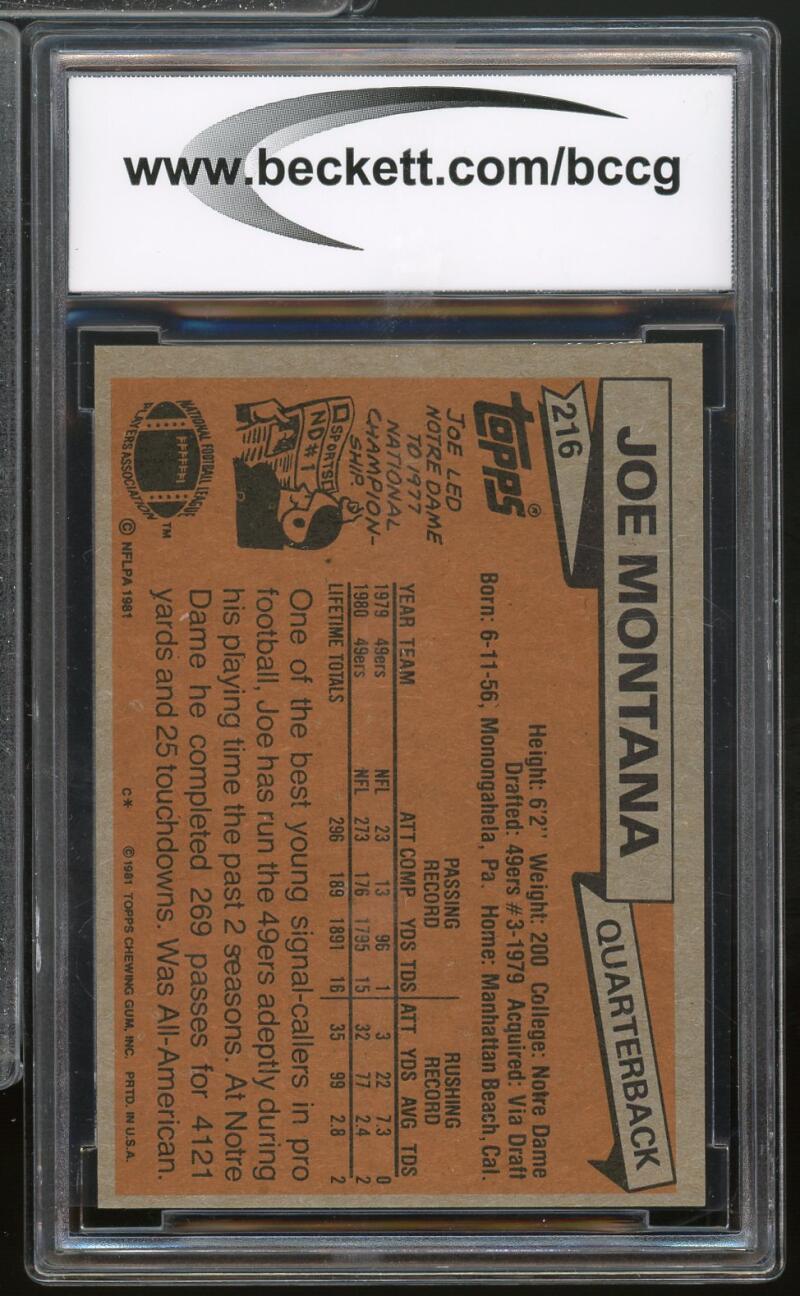 www.beckett.com/bccg
JOE MONTANA
QUARTERBACK
216
topps®
Height: 6'2" Weight: 200 College: Notre Dame
Drafted: 49ers #3-1979 Acquired: Via Draft
Born: 6-11-56, Monongahela, Pa. Home: Manhattan Beach, Cal.
JOE LED
NOTRE DAME
TO 1977
NATIONAL
CHAMPION-
SHIP.
SPORTS
ND #1
PASSING RUSHING
RECORD RECORD
YEAR TEAM ATT COMP YDS TDS ATT YDS AVG TDS
1979 49ers NFL 23 13 96 1 3 22 7.3 0
1980 49ers NFL 273 176 1795 15 32 77 2.4 2
LIFETIME TOTALS 296 189 1891 16 35 99 2.8 2
One of the best young signal-callers in pro
football, Joe has run the 49ers adeptly during
his playing time the past 2 seasons. At Notre
Dame he completed 269 passes for 4121
yards and 25 touchdowns. Was All-American.
NATIONAL FOOTBALL LEAGUE
PLAYERS ASSOCIATION
™
© NFLPA 1981
C* ©1981 TOPPS CHEWING GUM, INC. PRTD. IN U.S.A.